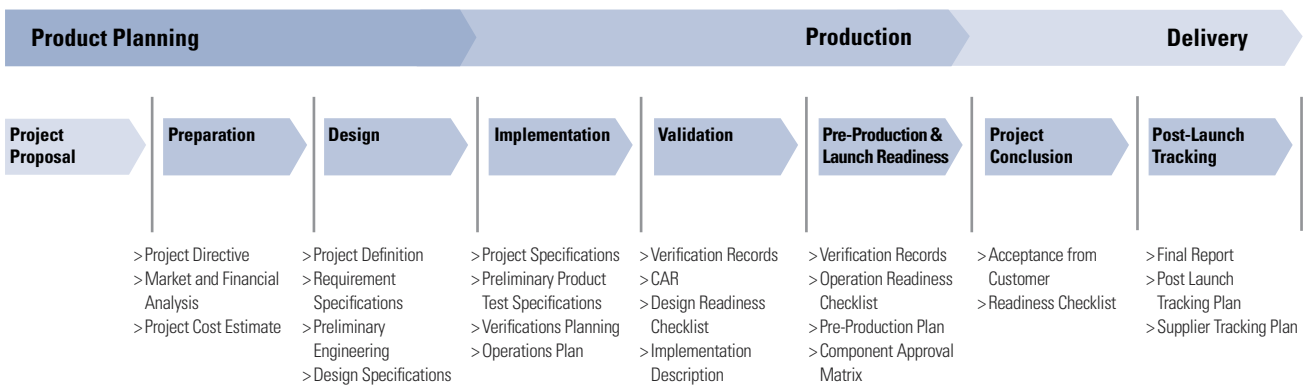 Product Planning
Production
Delivery
Project
Proposal
Preparation
Design
Implementation
Validation
Pre-Production &
Launch Readiness
Project
Conclusion
Post-Launch
Tracking
>Project Directive
>Market and Financial
Analysis
>Project Cost Estimate
>Project Definition
>Requirement
Specifications
>Preliminary
Engineering
>Design Specifications
>Project Specifications
>Preliminary Product
Test Specifications
>Verifications Planning
>Operations Plan
>Verification Records
>CAR
>Design Readiness
Checklist
>Implementation
Description
>Verification Records
>Operation Readiness
Checklist
>Pre-Production Plan
>Component Approval
Matrix
>Acceptance from
Customer
>Readiness Checklist
>Final Report
>Post Launch
Tracking Plan
>Supplier Tracking Plan